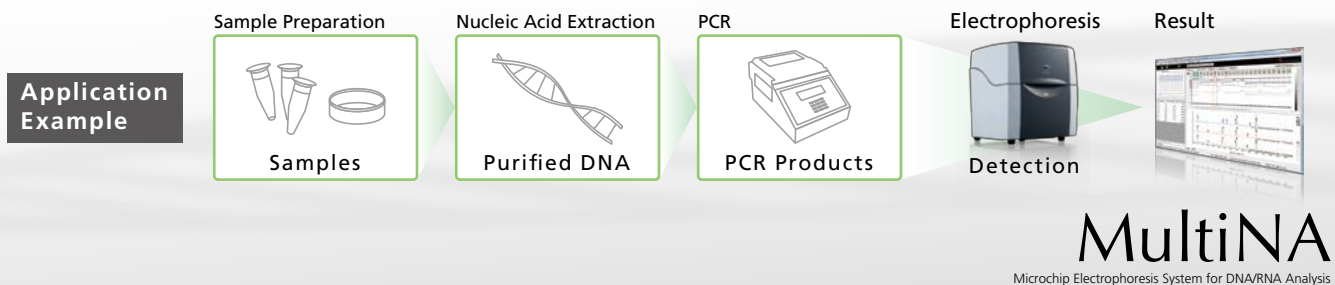 Sample Preparation
Nucleic Acid Extraction
PCR
Electrophoresis
Result
Application
Example
Samples
Purified DNA
PCR Products
Detection
MultiNA
Microchip Electrophoresis System for DNA/RNA Analysis